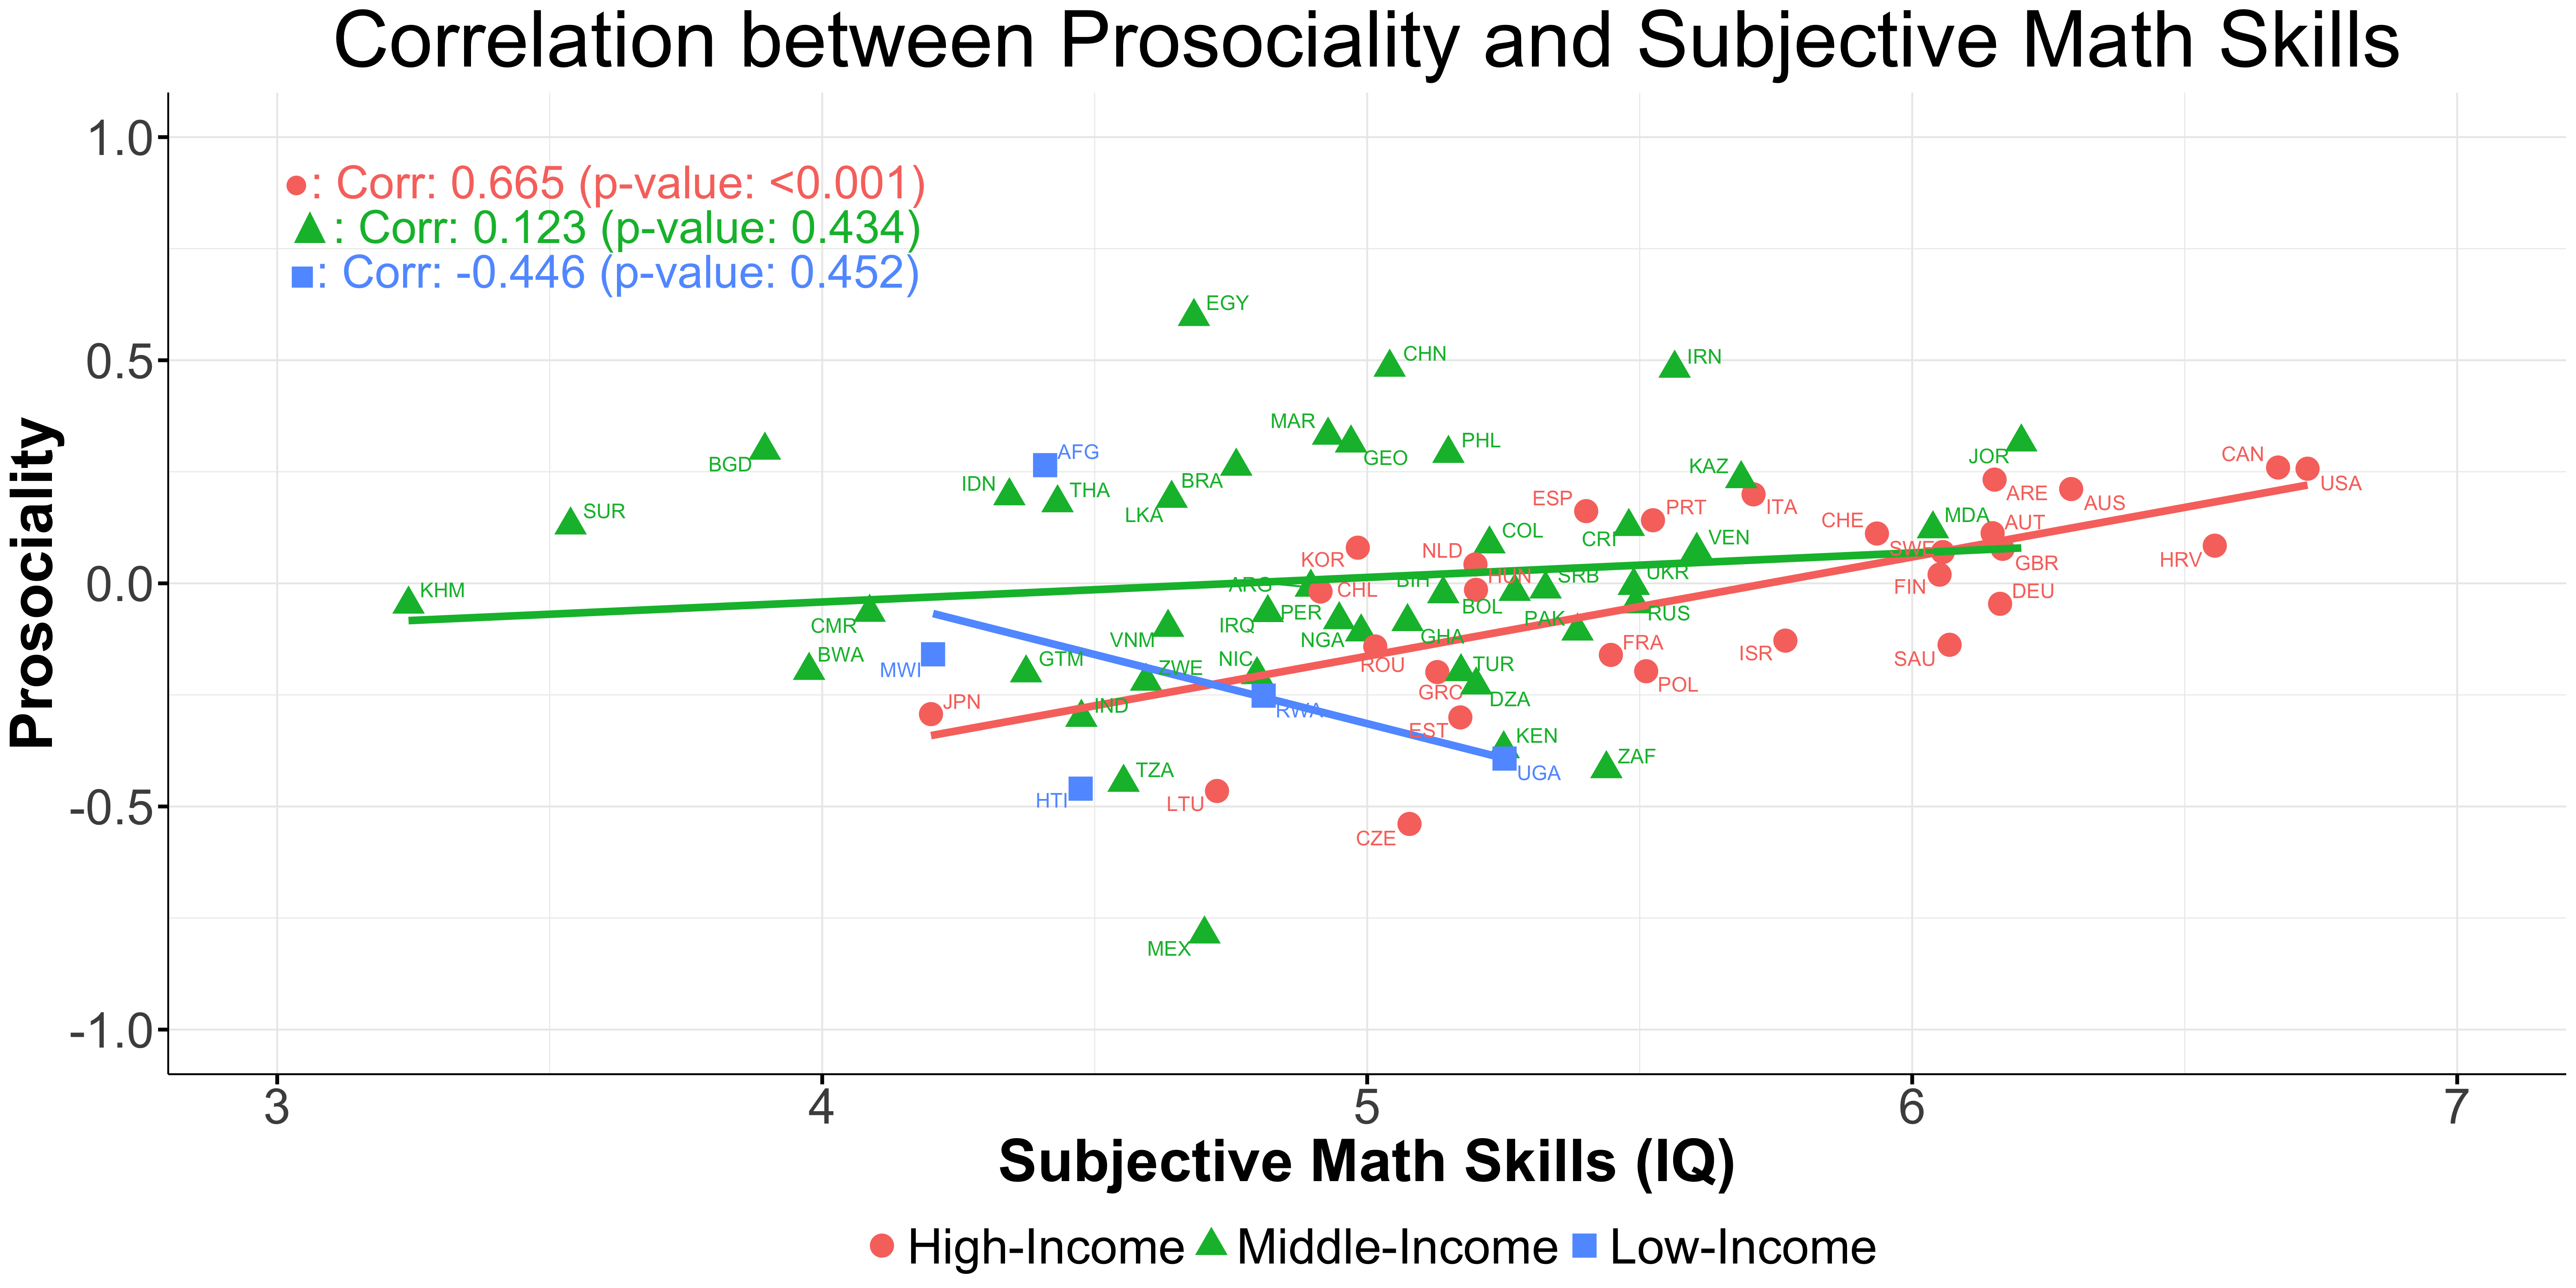 Correlation between Prosociality and Subjective Math Skills
1.0
: Corr: 0.665 (p-value: <0.001)
: Corr: 0.123 (p-value: 0.434)
: Corr: -0.446 (p-value: 0.452)
EGY
CHN
IRN
0.5
MAR
GEO
PHL
BGD
AFG
KAZ
JOR
CAN
USA
IDN
THA
BRA
LKA
ESP
PRT
ITA
ARE
AUS
SUR
KOR
NLD
COL
CRI
VEN
CHE
MDA
AUT
SWE
GBR
HRV
0.0
KHM
ARG
CHL
BIH
HUN
SRB
UKR
FIN
DEU
CMR
IRQ
PER
BOL
PAK
RUS
BWA
MWI
GTM
VNM
ZWE
NIC
NGA
GHA
ROU
TUR
FRA
ISR
SAU
JPN
IND
RWA
GRC
DZA
POL
EST
KEN
ZAF
UGA
HTI
TZA
LTU
-0.5
CZE
MEX
-1.0
3 4 5 6 7
Prosociality
Subjective Math Skills (IQ)
High-Income Middle-Income Low-Income